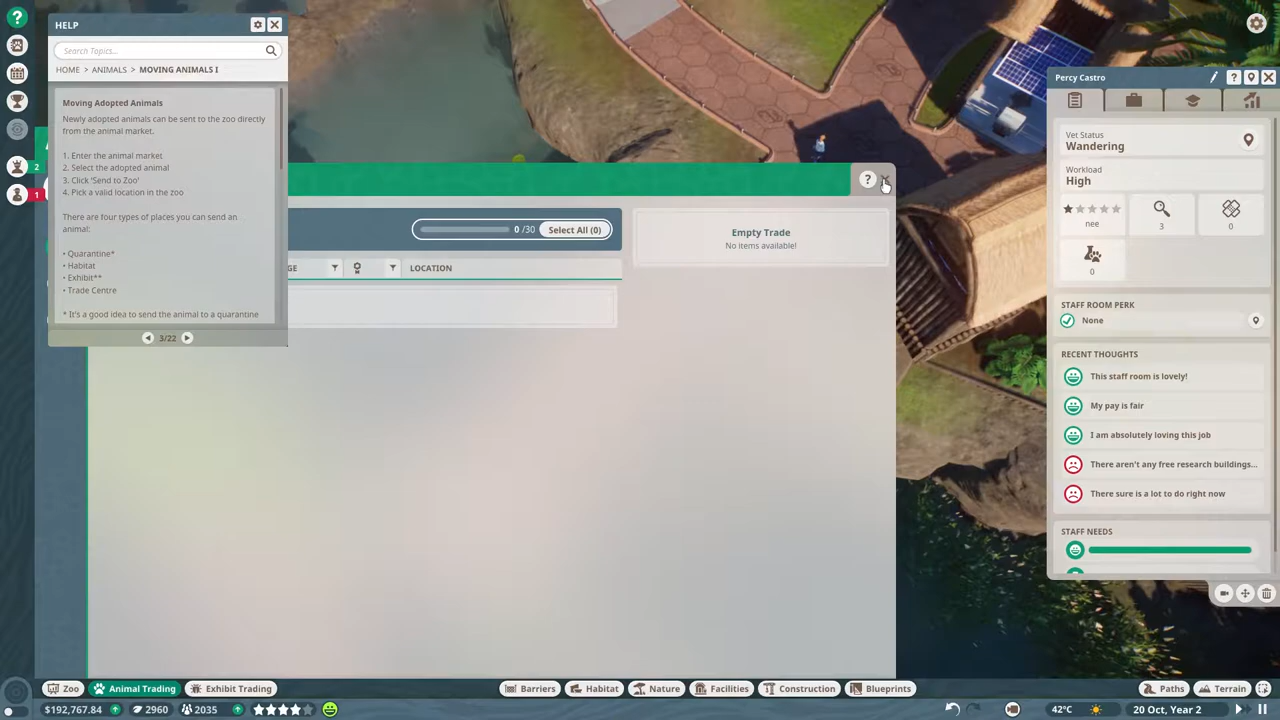 HELP
Search Topics...
HOME > ANIMALS > MOVING ANIMALS I
Moving Adopted Animals
Newly adopted animals can be sent to the zoo directly
from the animal market.
1. Enter the animal market
2. Select the adopted animal
3. Click 'Send to Zoo'
4. Pick a valid location in the zoo
There are four types of places you can send an
animal:
• Quarantine*
• Habitat
• Exhibit**
• Trade Centre
* It's a good idea to send the animal to a quarantine
3/22
2
1
?
0 /30
Select All (0)
GE
LOCATION
Empty Trade
No items available!
Percy Castro
?
Vet Status
Wandering
Workload
High
nee
3
0
0
STAFF ROOM PERK
None
RECENT THOUGHTS
This staff room is lovely!
My pay is fair
I am absolutely loving this job
There aren't any free research buildings...
There sure is a lot to do right now
STAFF NEEDS
Zoo
Animal Trading
Exhibit Trading
Barriers
Habitat
Nature
Facilities
Construction
Blueprints
Paths
Terrain
$192,767.84
2960
2035
42°C
20 Oct, Year 2